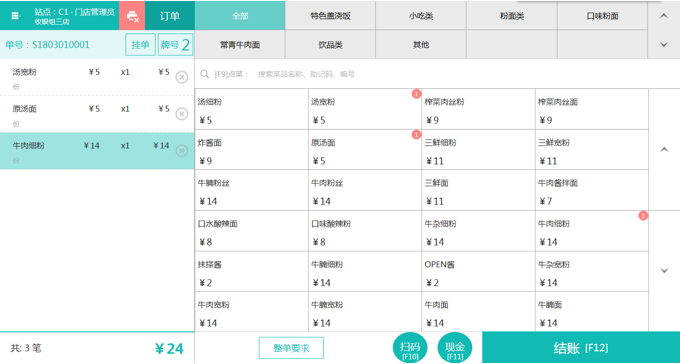 站点：C1 · 门店管理员
收银组三店
订单
全部
特色盖浇饭
小吃类
粉面类
口味粉面
单号：S1803010001
挂单
牌号 2
常青牛肉面
饮品类
其他
[F9]点菜： 搜索菜品名称、助记码、编号
汤宽粉 ¥ 5 x1 ¥ 5
份
原汤面 ¥ 5 x1 ¥ 5
份
牛肉细粉 ¥ 14 x1 ¥ 14
份
汤细粉
¥ 5
汤宽粉
¥ 5
1
榨菜肉丝粉
¥ 9
榨菜肉丝面
¥ 9
炸酱面
¥ 9
原汤面
¥ 5
1
三鲜细粉
¥ 11
三鲜宽粉
¥ 11
牛腩粉丝
¥ 14
牛肉粉丝
¥ 14
三鲜面
¥ 11
牛肉酱拌面
¥ 7
口水酸辣面
¥ 8
口味酸辣粉
¥ 8
牛杂细粉
¥ 14
牛肉细粉
¥ 14
1
抹搽酱
¥ 2
牛腩细粉
¥ 14
OPEN酱
¥ 2
牛杂宽粉
¥ 14
牛肉宽粉
¥ 14
牛腩宽粉
¥ 14
牛肉面
¥ 14
牛腩面
¥ 14
共: 3 笔
¥ 24
整单要求
扫码
[F10]
现金
[F11]
结账 [F12]